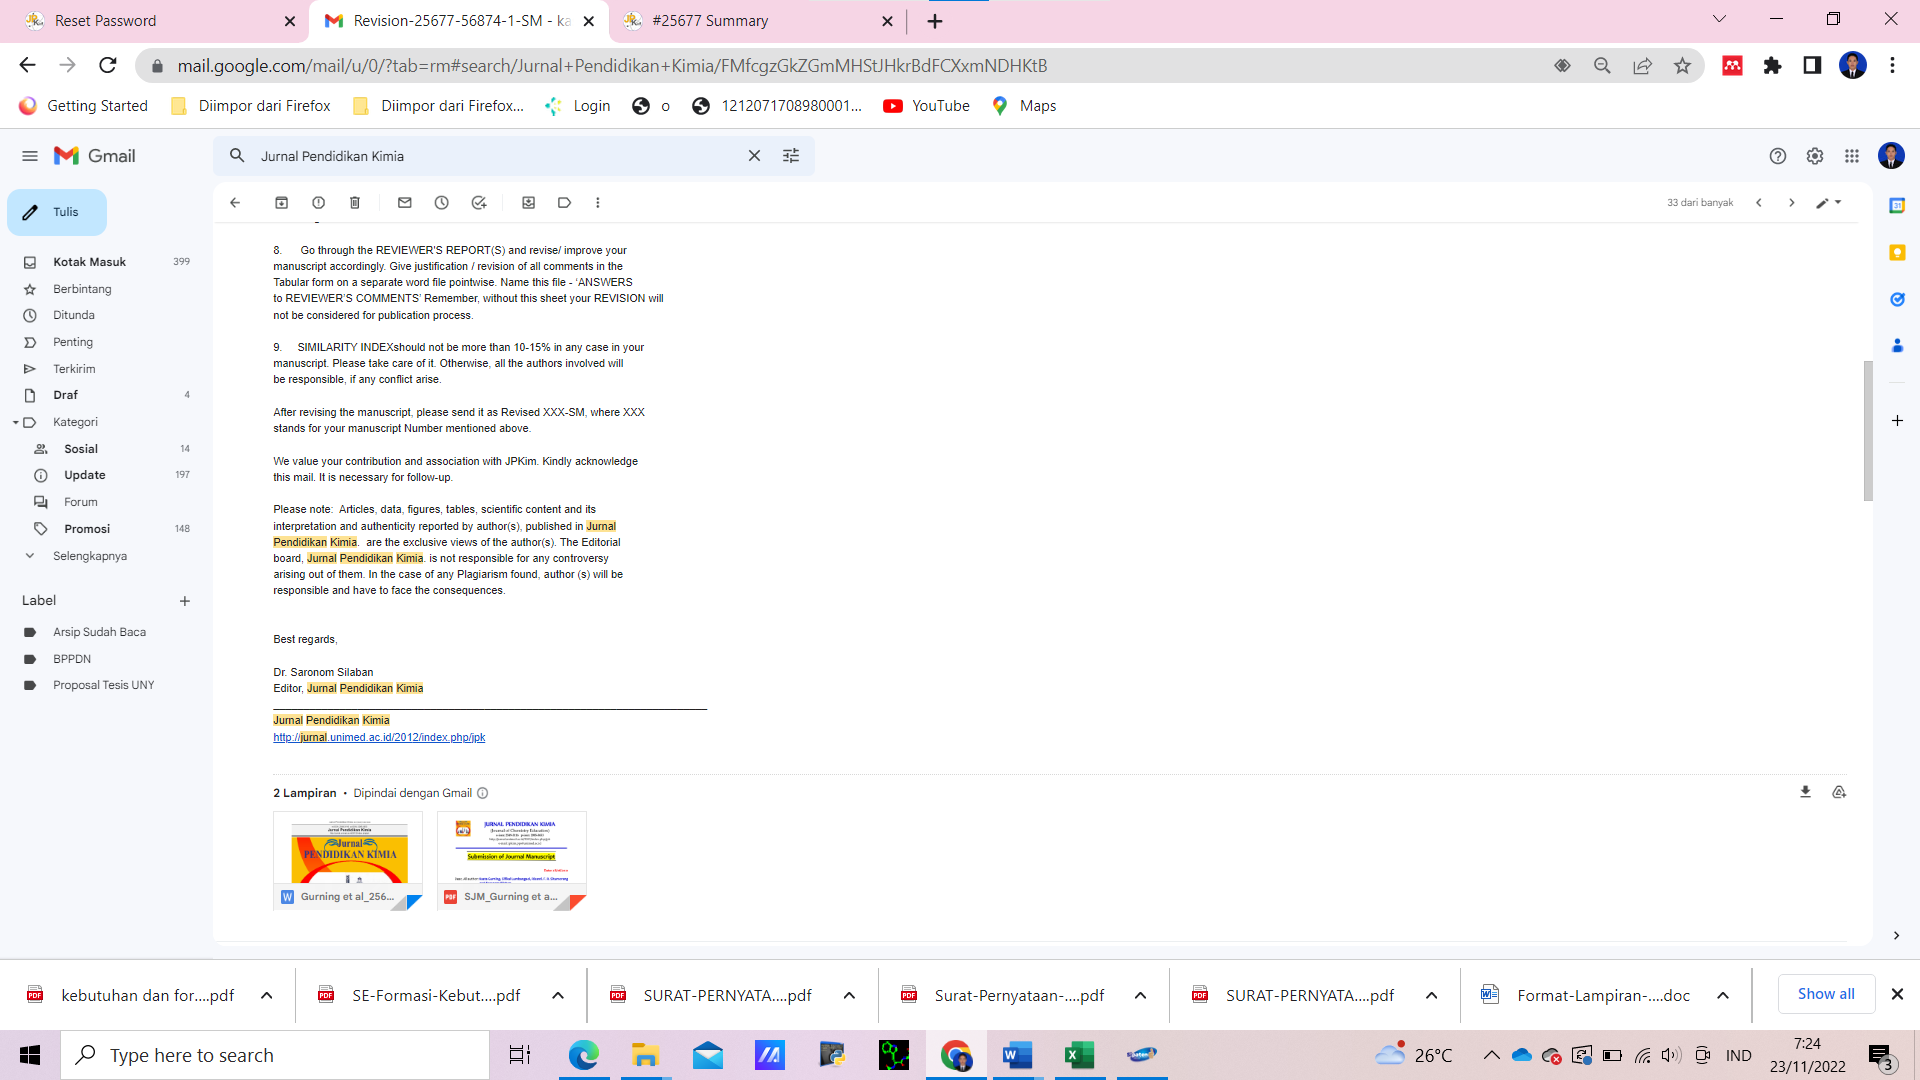 Reset Password
Revision-25677-56874-1-SM - ka
#25677 Summary
mail.google.com/mail/u/0/?tab=rm#search/Jurnal+Pendidikan+Kimia/FMfcgzGkZGmMHStJHkrBdFCXxmNDHKtB
Getting Started
Diimpor dari Firefox
Diimpor dari Firefox...
Login
o
1212071708980001...
YouTube
Maps
Gmail
Jurnal Pendidikan Kimia
Tulis
33 dari banyak
Kotak Masuk 399
Berbintang
Ditunda
Penting
Terkirim
Draf 4
Kategori
Sosial 14
Update 197
Forum
Promosi 148
Selengkapnya
Label
Arsip Sudah Baca
BPPDN
Proposal Tesis UNY
8. Go through the REVIEWER'S REPORT(S) and revise/ improve your
manuscript accordingly. Give justification / revision of all comments in the
Tabular form on a separate word file pointwise. Name this file - 'ANSWERS
to REVIEWER'S COMMENTS' Remember, without this sheet your REVISION will
not be considered for publication process.
9. SIMILARITY INDEXshould not be more than 10-15% in any case in your
manuscript. Please take care of it. Otherwise, all the authors involved will
be responsible, if any conflict arise.
After revising the manuscript, please send it as Revised XXX-SM, where XXX
stands for your manuscript Number mentioned above.
We value your contribution and association with JPKim. Kindly acknowledge
this mail. It is necessary for follow-up.
Please note: Articles, data, figures, tables, scientific content and its
interpretation and authenticity reported by author(s), published in Jurnal
Pendidikan Kimia. are the exclusive views of the author(s). The Editorial
board, Jurnal Pendidikan Kimia. is not responsible for any controversy
arising out of them. In the case of any Plagiarism found, author (s) will be
responsible and have to face the consequences.
Best regards,
Dr. Saronom Silaban
Editor, Jurnal Pendidikan Kimia
Jurnal Pendidikan Kimia
http://jurnal.unimed.ac.id/2012/index.php/jpk
2 Lampiran • Dipindai dengan Gmail
Jurnal Pendidikan Kimia
Jurnal
PENDIDIKAN KIMIA
W Gurning et al_256...
JURNAL PENDIDIKAN KIMIA
(Journal of Chemistry Education)
Submission of Journal Manuscript
PDF SJM_Gurning et a...
PDF kebutuhan dan for....pdf
PDF SE-Formasi-Kebut....pdf
PDF SURAT-PERNYATA....pdf
PDF Surat-Pernyataan-....pdf
PDF SURAT-PERNYATA....pdf
Format-Lampiran-....doc
Show all
Type here to search
26°C
IND
7:24
23/11/2022
3